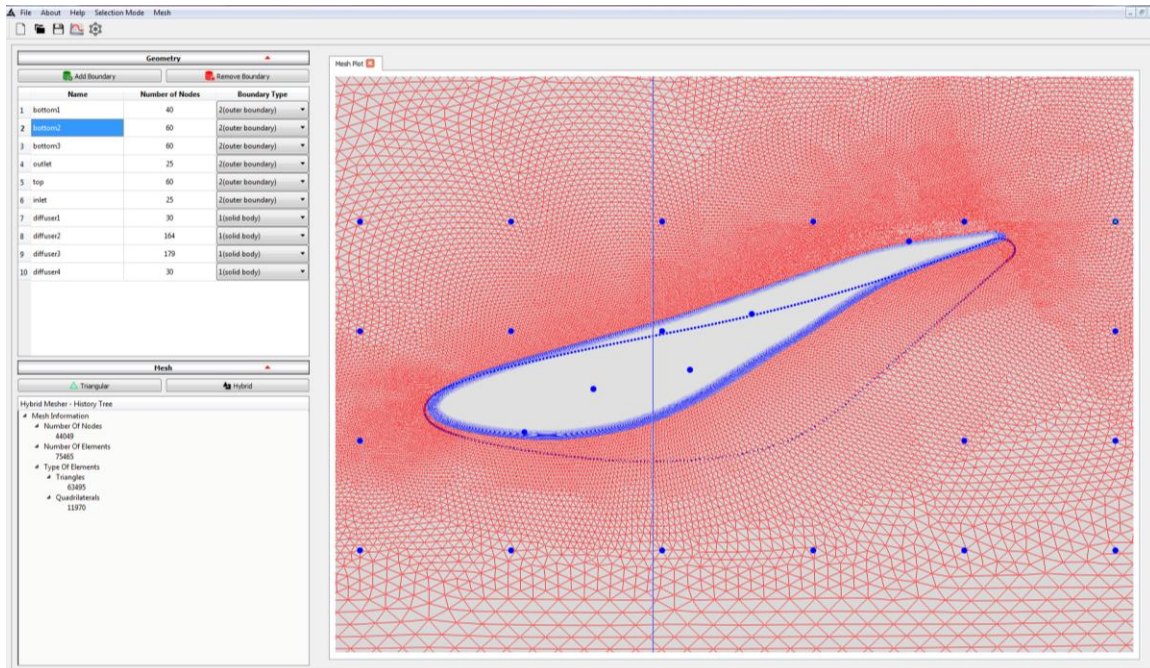 File About Help Selection Mode Mesh
Geometry
Add Boundary Remove Boundary
Name Number of Nodes Boundary Type
1 bottom1 40 2(outer boundary)
2 bottom2 60 2(outer boundary)
3 bottom3 60 2(outer boundary)
4 outlet 25 2(outer boundary)
5 top 60 2(outer boundary)
6 inlet 25 2(outer boundary)
7 diffuser1 30 1(solid body)
8 diffuser2 164 1(solid body)
9 diffuser3 179 1(solid body)
10 diffuser4 30 1(solid body)
Mesh
Triangular Hybrid
Hybrid Mesher - History Tree
Mesh Information
Number Of Nodes
44049
Number Of Elements
75465
Type Of Elements
Triangles
63495
Quadrilaterals
11970
Mesh Plot